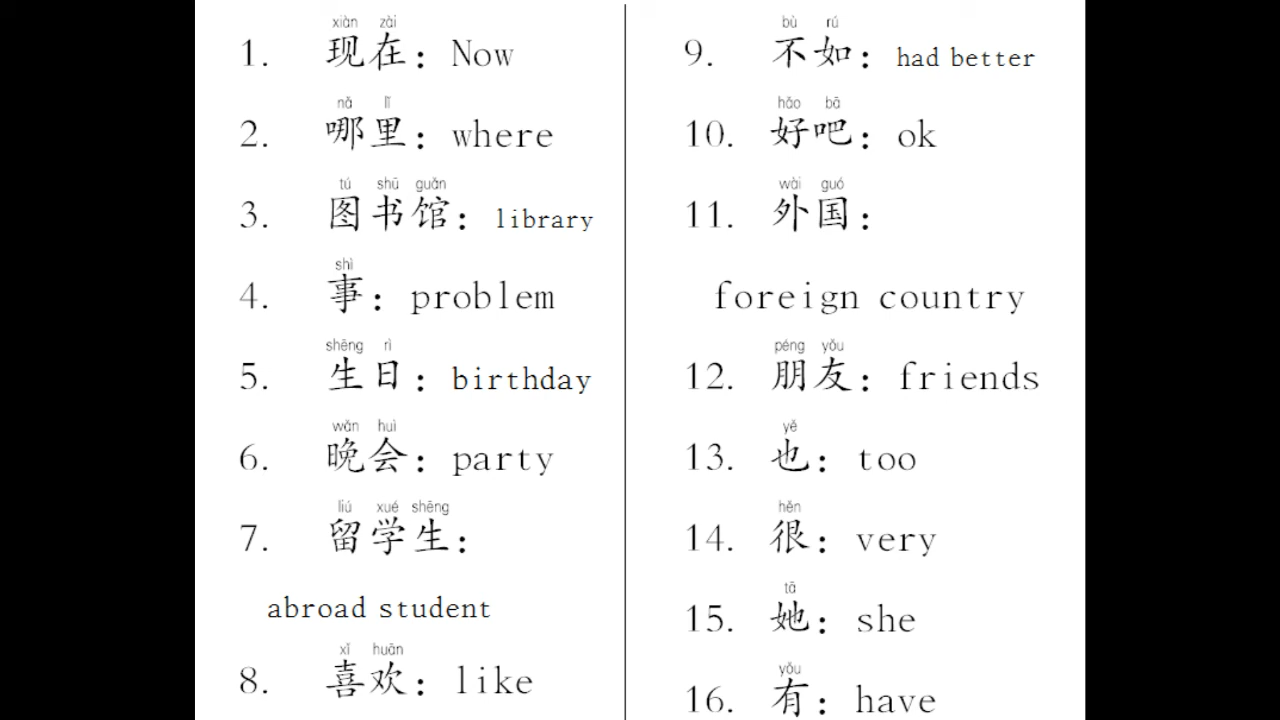 xiàn zài
1. 现在：Now
nǎ lǐ
2. 哪里：where
tú shū guǎn
3. 图书馆：library
shì
4. 事：problem
shēng rì
5. 生日：birthday
wǎn huì
6. 晚会：party
liú xué shēng
7. 留学生：
abroad student
xǐ huān
8. 喜欢：like
bù rú
9. 不如：had better
hǎo bā
10. 好吧：ok
wài guó
11. 外国：
foreign country
péng yǒu
12. 朋友：friends
yě
13. 也：too
hěn
14. 很：very
tā
15. 她：she
yǒu
16. 有：have